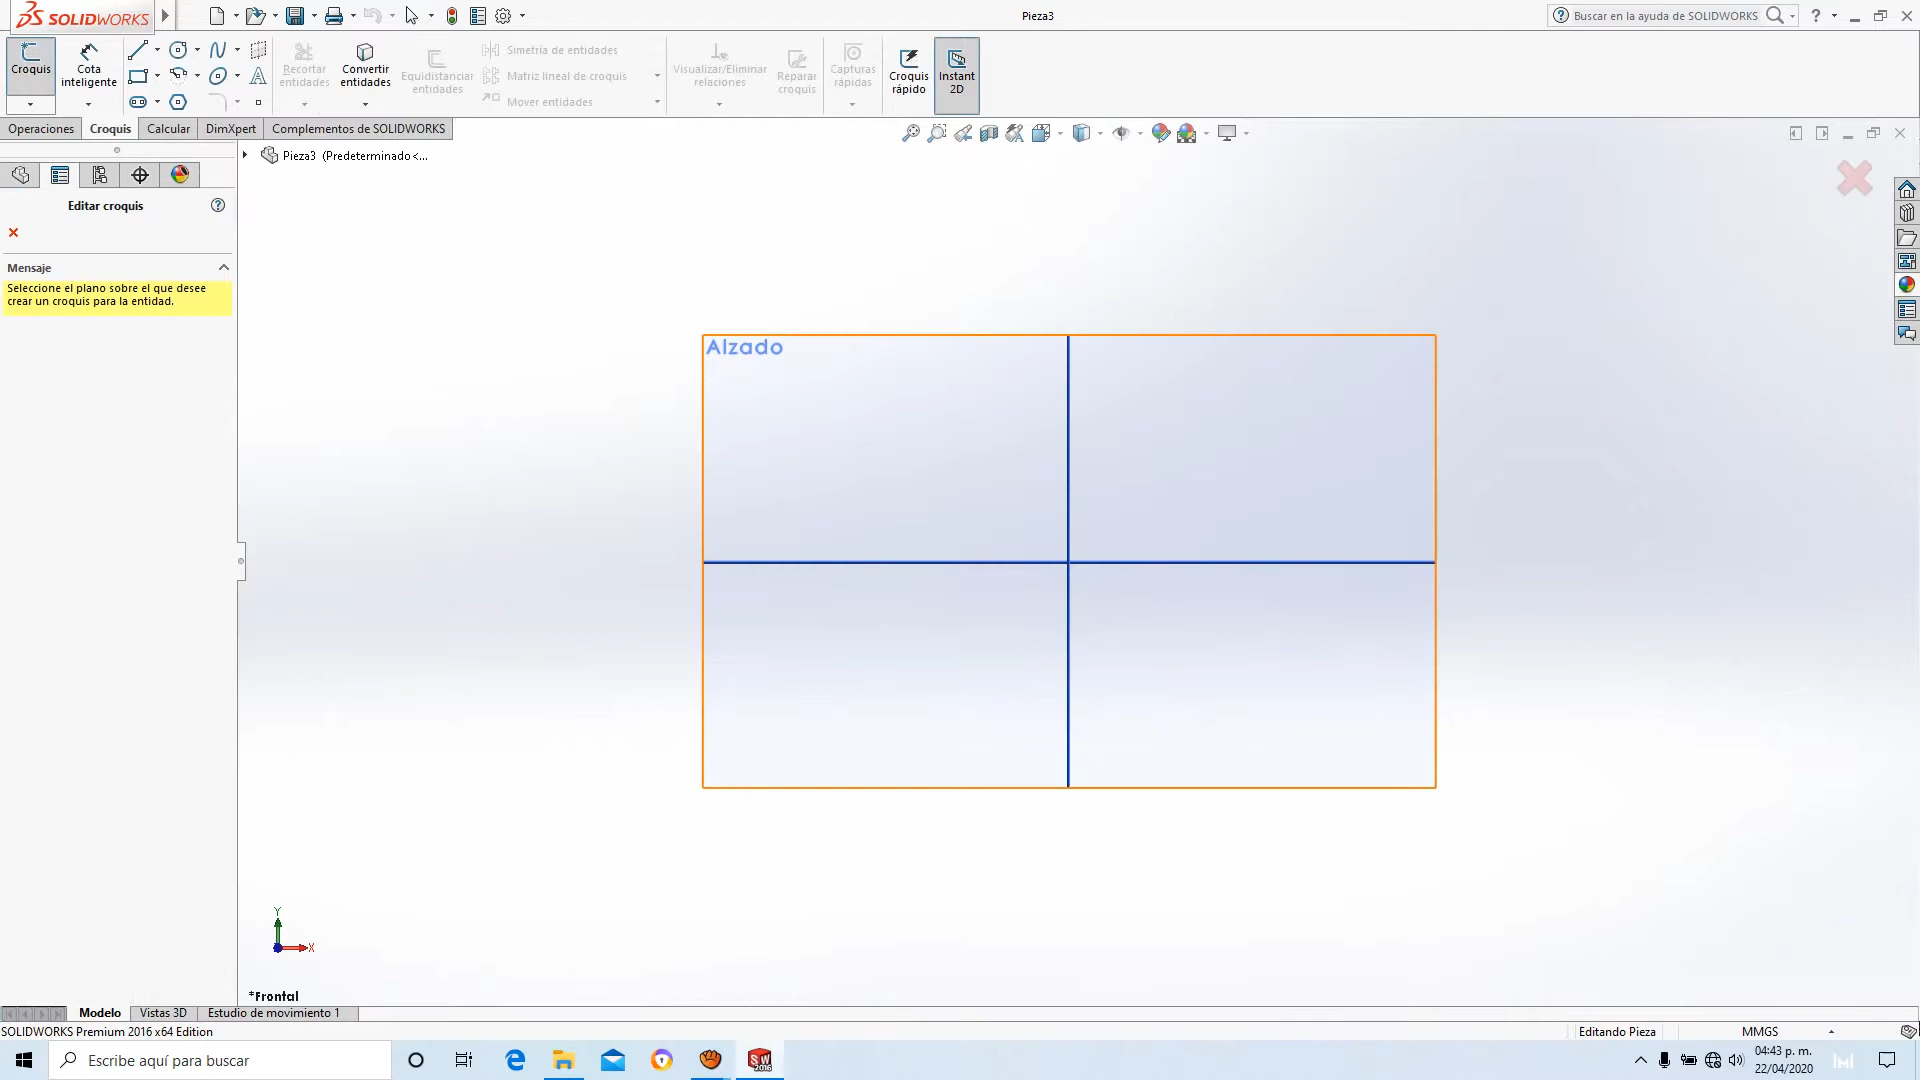 SOLIDWORKS
Pieza3
Buscar en la ayuda de SOLIDWORKS
?
Croquis
Cota
inteligente
Recortar
entidades
Convertir
entidades
Equidistanciar
entidades
Simetría de entidades
Matriz lineal de croquis
Mover entidades
Visualizar/Eliminar
relaciones
Reparar
croquis
Capturas
rápidas
Croquis
rápido
Instant
2D
Operaciones
Croquis
Calcular
DimXpert
Complementos de SOLIDWORKS
Pieza3 (Predeterminado<...
Editar croquis
Mensaje
Seleccione el plano sobre el que desee
crear un croquis para la entidad.
Alzado
Y
X
*Frontal
Modelo
Vistas 3D
Estudio de movimiento 1
SOLIDWORKS Premium 2016 x64 Edition
Editando Pieza
MMGS
Escribe aquí para buscar
SW
2016
04:43 p. m.
22/04/2020